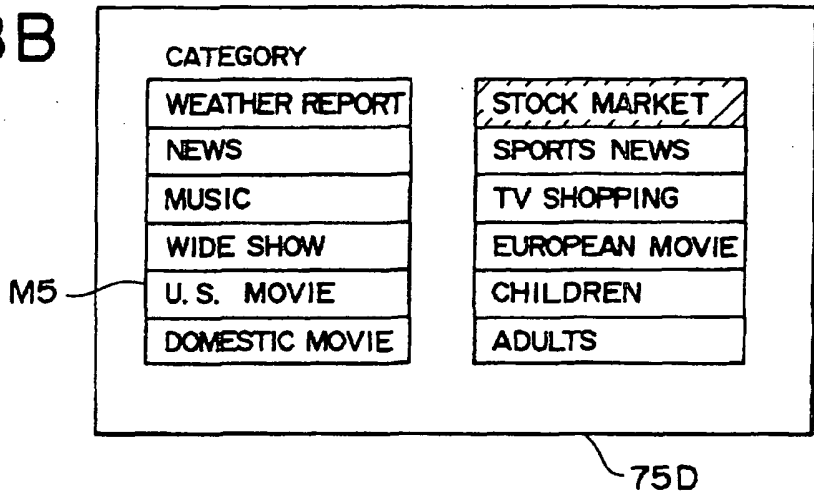 BB
CATEGORY
WEATHER REPORT
NEWS
MUSIC
WIDE SHOW
U.S. MOVIE
DOMESTIC MOVIE
STOCK MARKET
SPORTS NEWS
TV SHOPPING
EUROPEAN MOVIE
CHILDREN
ADULTS
M5
75D